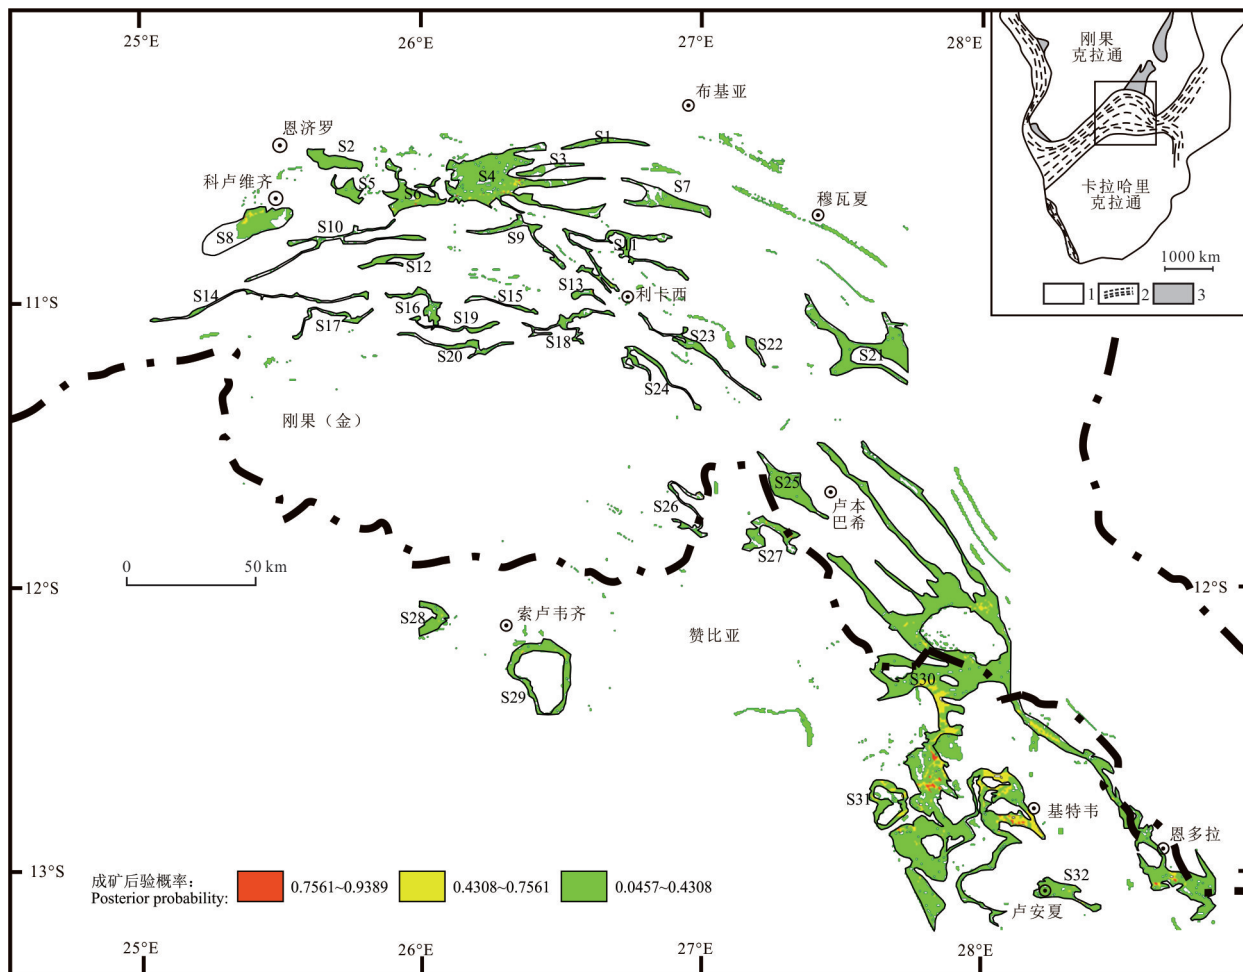 25°E
26°E
27°E
28°E
刚果
克拉通
卡拉哈里
克拉通
1000 km
1
2
3
布基亚
恩济罗
S1
S2
S3
科卢维齐
S5
S4
S6
S7
穆瓦夏
S8
S10
S9
S11
S12
S13
利卡西
11°S
S14
S15
S16
S17
S19
S18
S20
S23
S22
S21
S24
刚果（金）
S25
S26
卢本
巴希
S27
0
50 km
12°S
12°S
S28
索卢韦齐
赞比亚
S29
S30
S31
基特韦
恩多拉
13°S
S32
卢安夏
成矿后验概率：
Posterior probability:
0.7561~0.9389
0.4308~0.7561
0.0457~0.4308
25°E
26°E
27°E
28°E